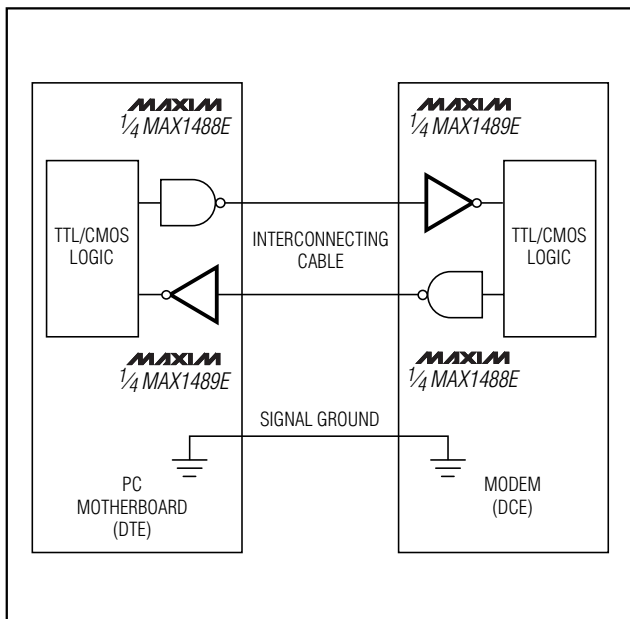 MAXIM
1/4 MAX1488E
MAXIM
1/4 MAX1489E
TTL/CMOS
LOGIC
INTERCONNECTING
CABLE
TTL/CMOS
LOGIC
MAXIM
1/4 MAX1489E
MAXIM
1/4 MAX1488E
SIGNAL GROUND
PC
MOTHERBOARD
(DTE)
MODEM
(DCE)